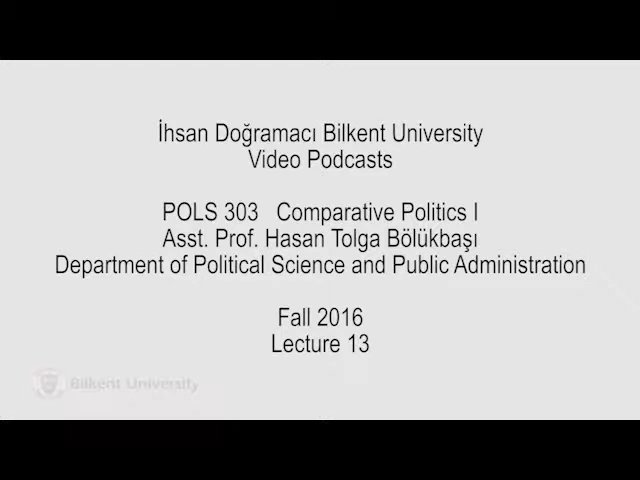 İhsan Doğramacı Bilkent University
Video Podcasts
POLS 303 Comparative Politics I
Asst. Prof. Hasan Tolga Bölükbaşı
Department of Political Science and Public Administration
Fall 2016
Lecture 13
Bilkent University